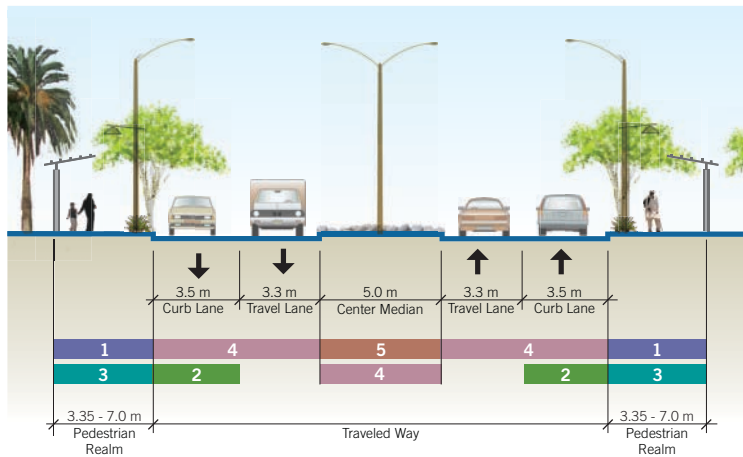 3.5 m 3.3 m 5.0 m 3.3 m 3.5 m
Curb Lane Travel Lane Center Median Travel Lane Curb Lane
1 4 5 4 1
3 2 4 2 3
3.35 - 7.0 m 3.35 - 7.0 m
Pedestrian Traveled Way Pedestrian
Realm Realm